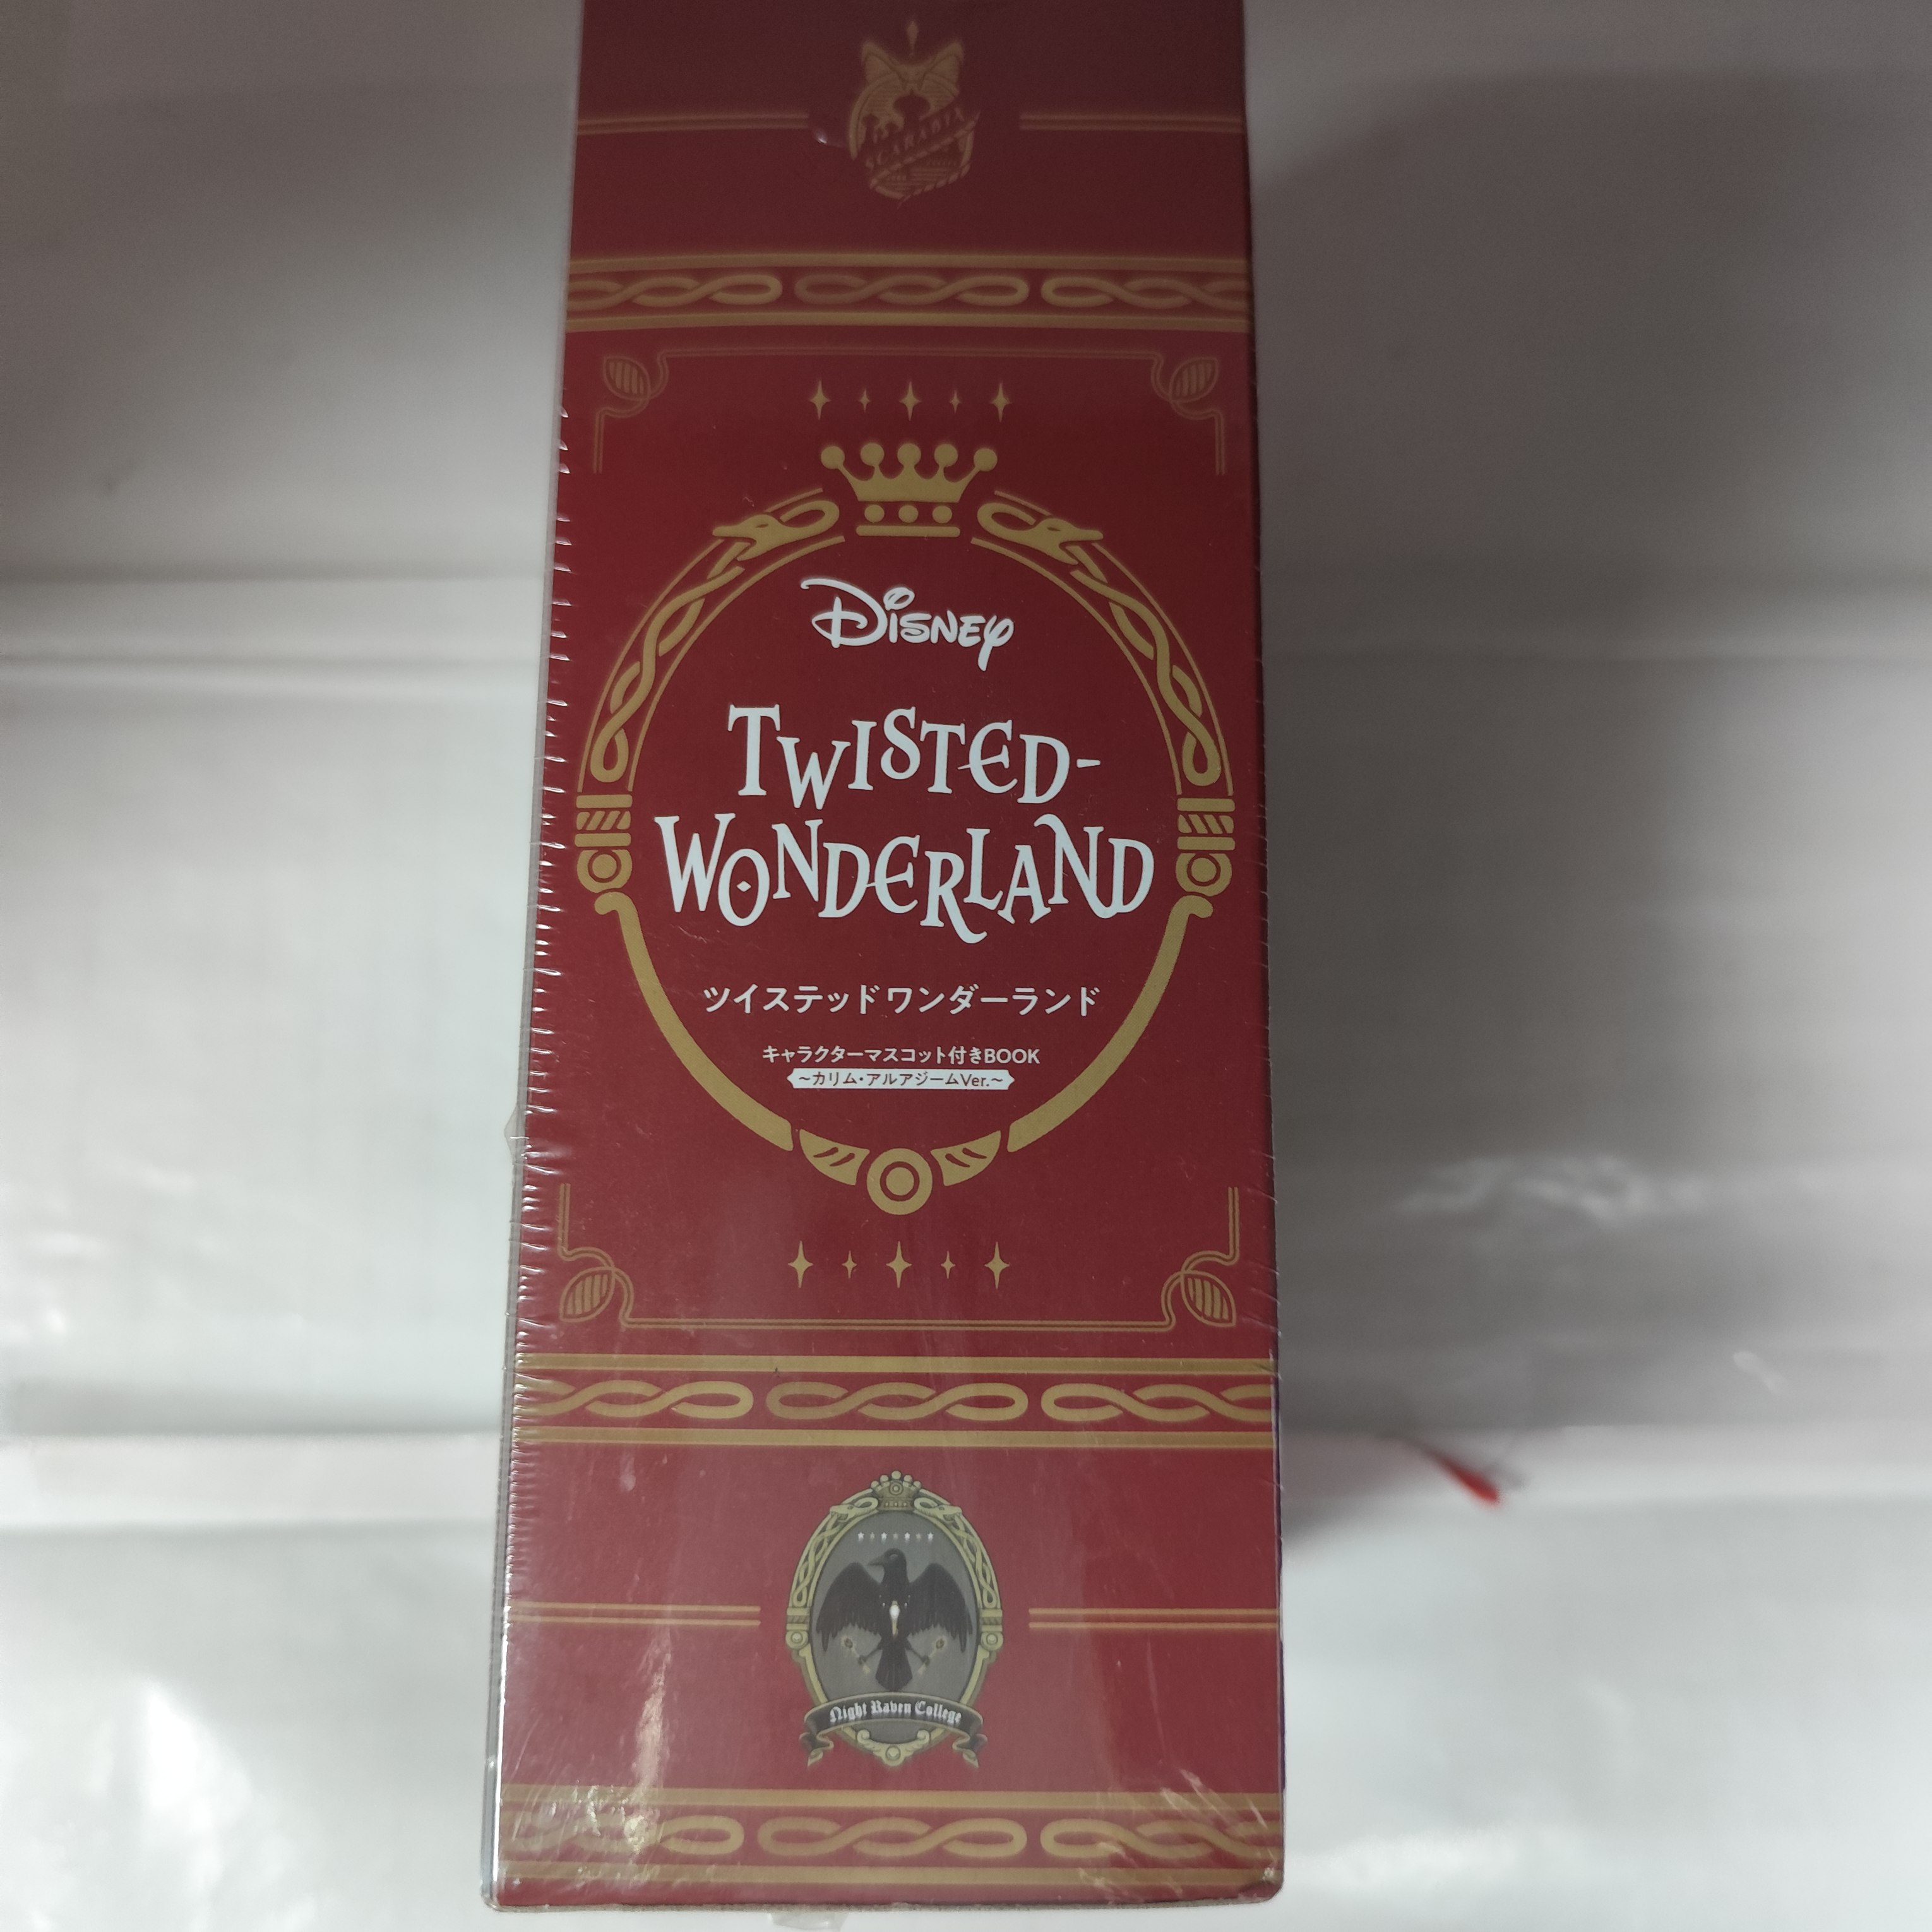 SCARABIA
Disney
TWISTED-
WONDERLAND
ツイステッドワンダーランド
キャラクターマスコット付きBOOK
~カリム・アルアジームVer.~
Night Raven College